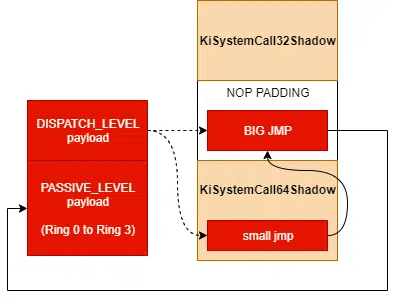 KiSystemCall32Shadow
NOP PADDING
DISPATCH_LEVEL
payload
BIG JMP
PASSIVE_LEVEL
payload
(Ring 0 to Ring 3)
KiSystemCall64Shadow
small jmp